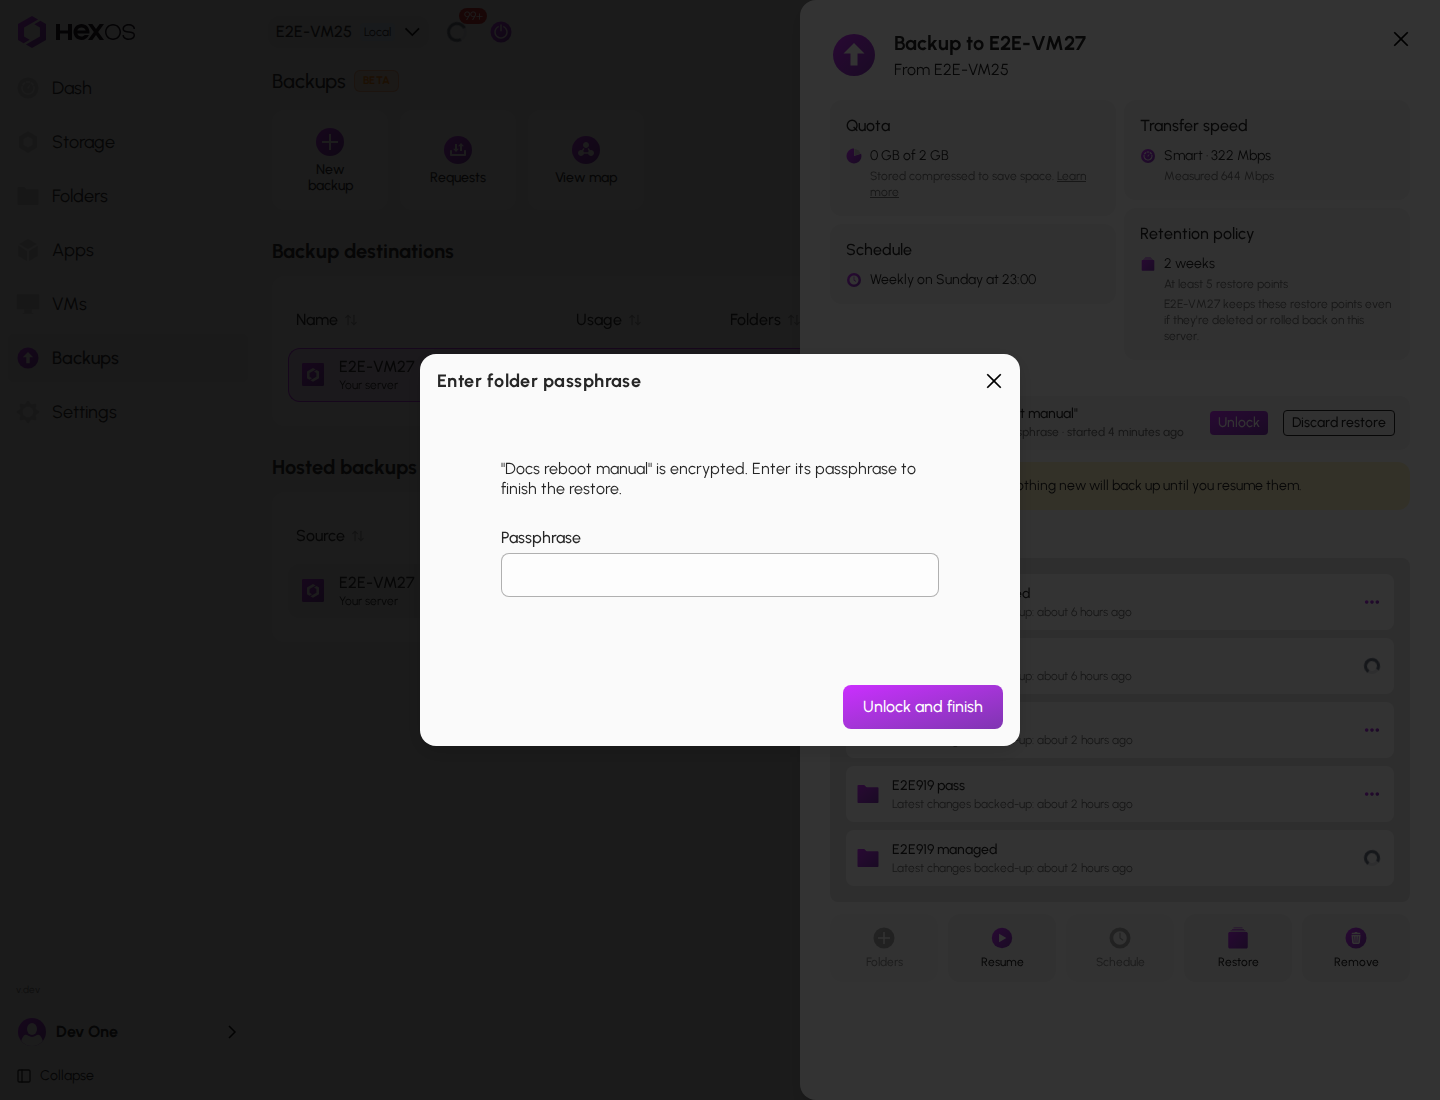 HexOS
E2E-VM25 Local
99+
Dash
Storage
Folders
Apps
VMs
Backups
Settings
Backups BETA
New
backup
Requests
View map
Backup destinations
Name Usage Folders
E2E-VM27
Your server
Hosted backups
Source
E2E-VM27
Your server
Dev One
Collapse
Backup to E2E-VM27
From E2E-VM25
Quota
0 GB of 2 GB
Stored compressed to save space. Learn
more
Transfer speed
Smart · 322 Mbps
Measured 644 Mbps
Schedule
Weekly on Sunday at 23:00
Retention policy
2 weeks
At least 5 restore points
E2E-VM27 keeps these restore points even
if they're deleted or rolled back on this
server.
manual"
started 4 minutes ago
Unlock
Discard restore
new will back up until you resume them.
about 6 hours ago
about 6 hours ago
about 2 hours ago
E2E919 pass
Latest changes backed-up: about 2 hours ago
E2E919 managed
Latest changes backed-up: about 2 hours ago
Folders
Resume
Schedule
Restore
Remove
Enter folder passphrase
"Docs reboot manual" is encrypted. Enter its passphrase to
finish the restore.
Passphrase
Unlock and finish